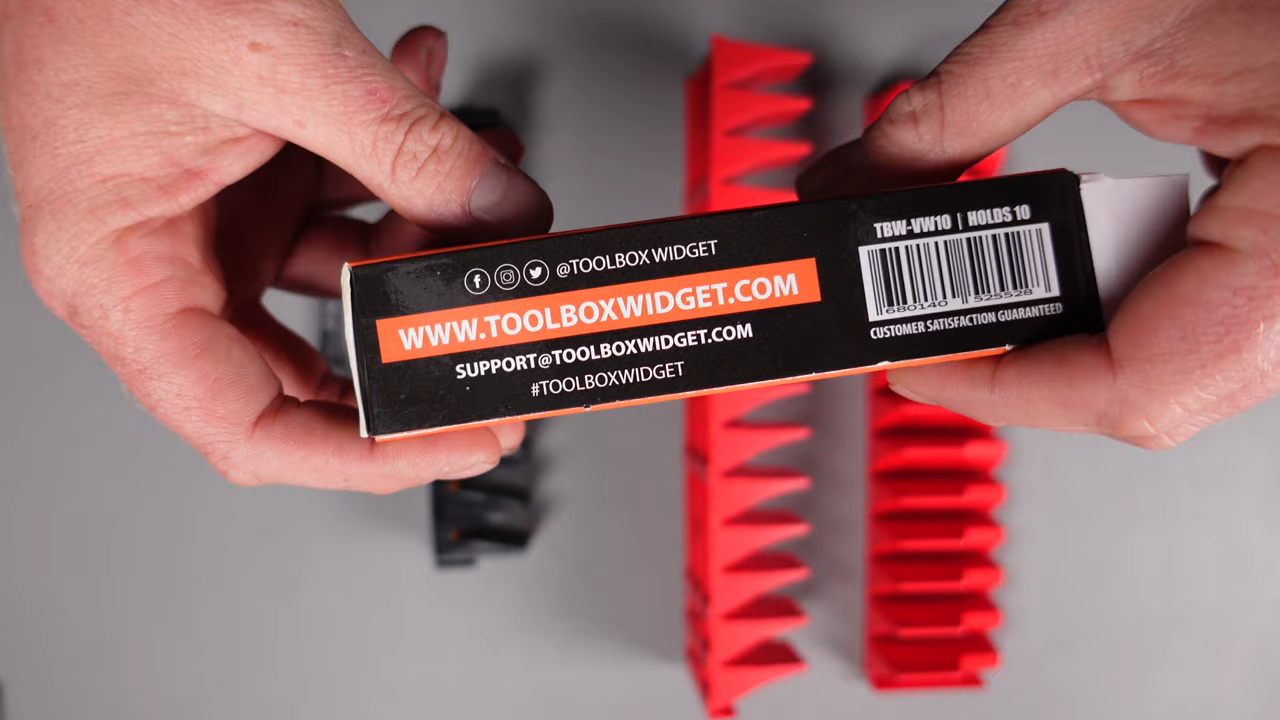 @TOOLBOX WIDGET
WWW.TOOLBOXWIDGET.COM
SUPPORT@TOOLBOXWIDGET.COM
#TOOLBOXWIDGET
TBW-VW10 | HOLDS 10
680140 525528
CUSTOMER SATISFACTION GUARANTEED